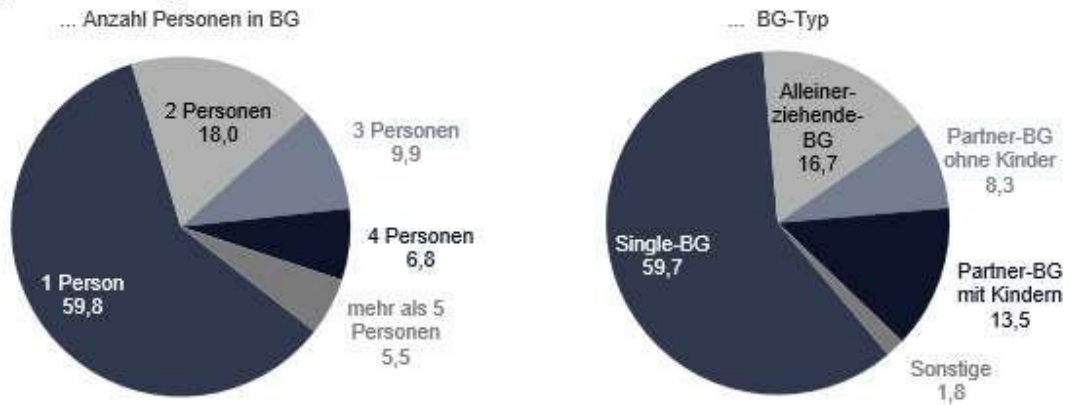 ... Anzahl Personen in BG
2 Personen
18,0
3 Personen
9,9
4 Personen
6,8
mehr als 5
Personen
5,5
1 Person
59,8
... BG-Typ
Alleiner-
ziehende-
BG
16,7
Partner-BG
ohne Kinder
8,3
Partner-BG
mit Kindern
13,5
Sonstige
1,8
Single-BG
59,7